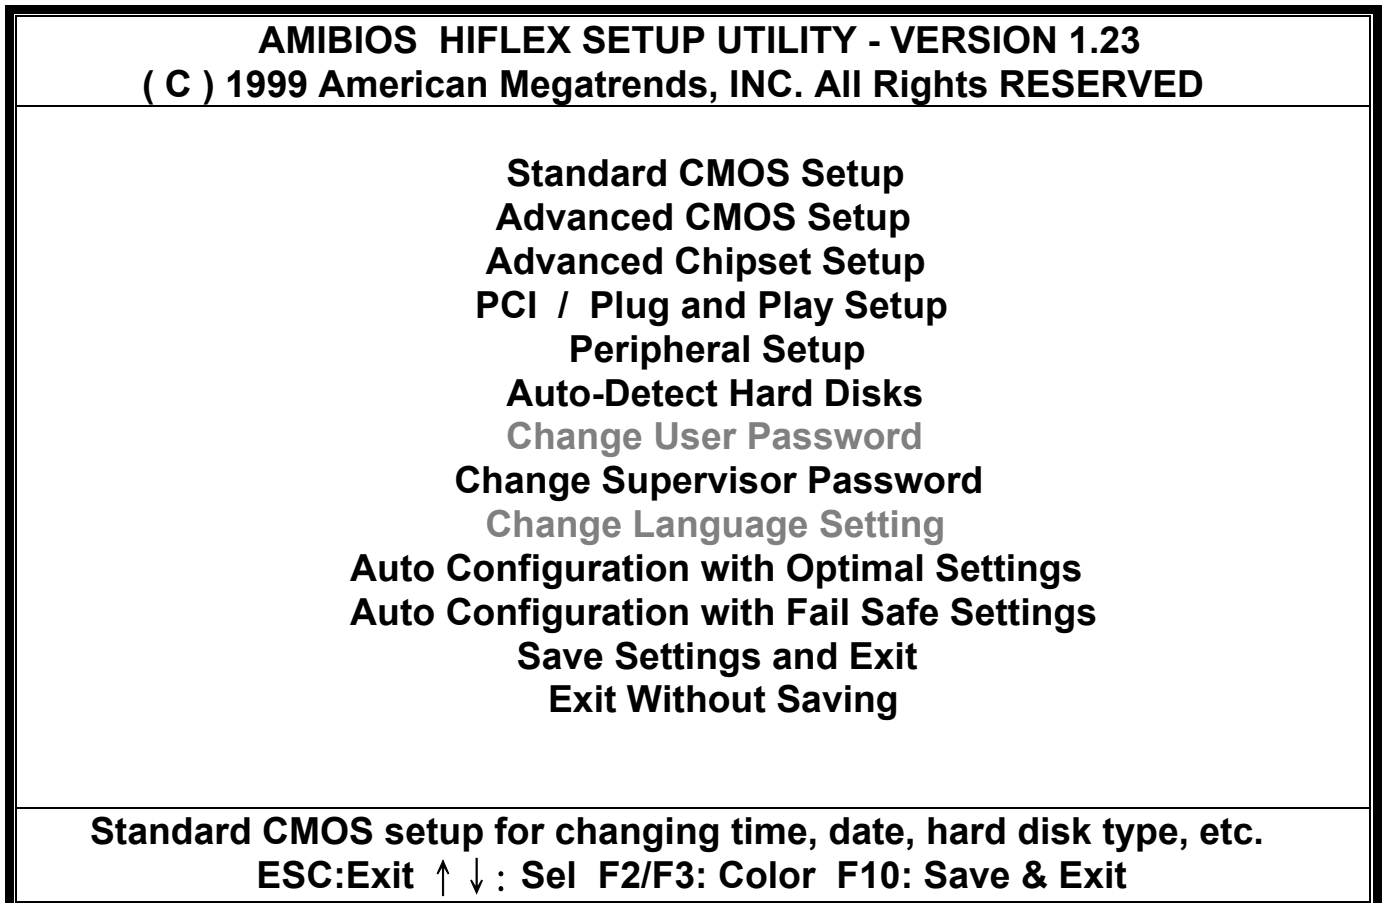 AMIBIOS HIFLEX SETUP UTILITY - VERSION 1.23
( C ) 1999 American Megatrends, INC. All Rights RESERVED
Standard CMOS Setup
Advanced CMOS Setup
Advanced Chipset Setup
PCI / Plug and Play Setup
Peripheral Setup
Auto-Detect Hard Disks
Change User Password
Change Supervisor Password
Change Language Setting
Auto Configuration with Optimal Settings
Auto Configuration with Fail Safe Settings
Save Settings and Exit
Exit Without Saving
Standard CMOS setup for changing time, date, hard disk type, etc.
ESC:Exit ↑ ↓ : Sel F2/F3: Color F10: Save & Exit